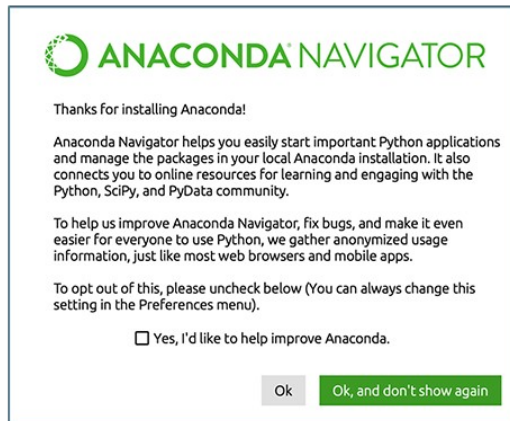 ANACONDA NAVIGATOR
Thanks for installing Anaconda!
Anaconda Navigator helps you easily start important Python applications
and manage the packages in your local Anaconda installation. It also
connects you to online resources for learning and engaging with the
Python, SciPy, and PyData community.
To help us improve Anaconda Navigator, fix bugs, and make it even
easier for everyone to use Python, we gather anonymized usage
information, just like most web browsers and mobile apps.
To opt out of this, please uncheck below (You can always change this
setting in the Preferences menu).
Yes, I'd like to help improve Anaconda.
Ok Ok, and don't show again